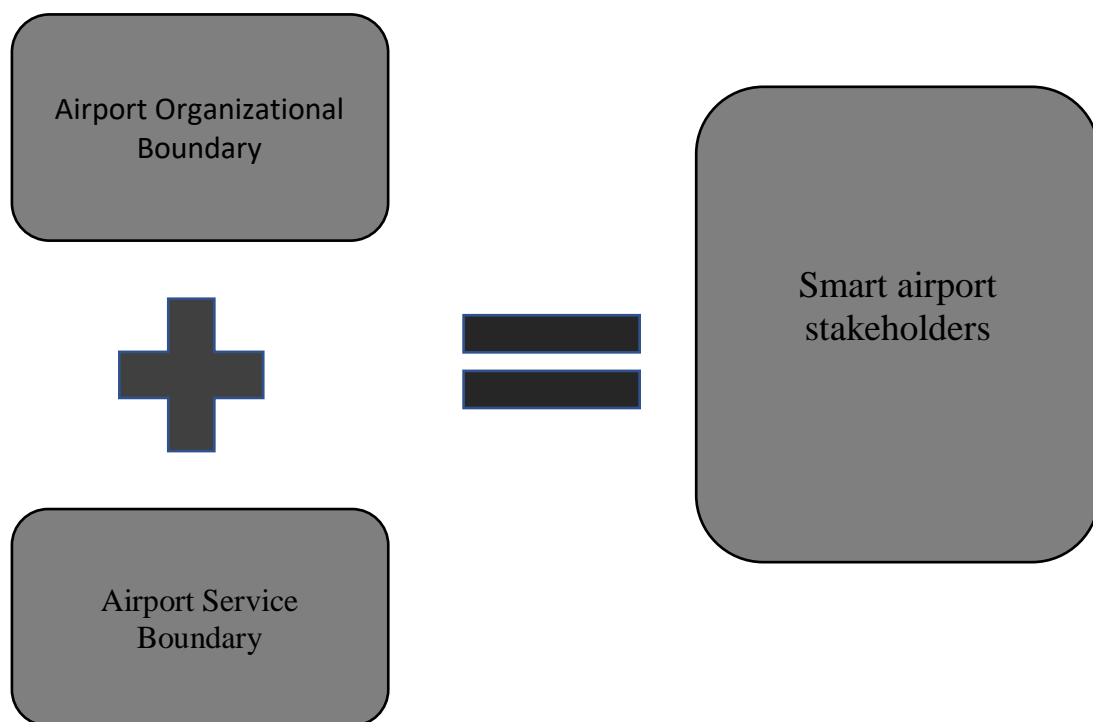 Airport Organizational
Boundary
Smart airport
stakeholders
Airport Service
Boundary